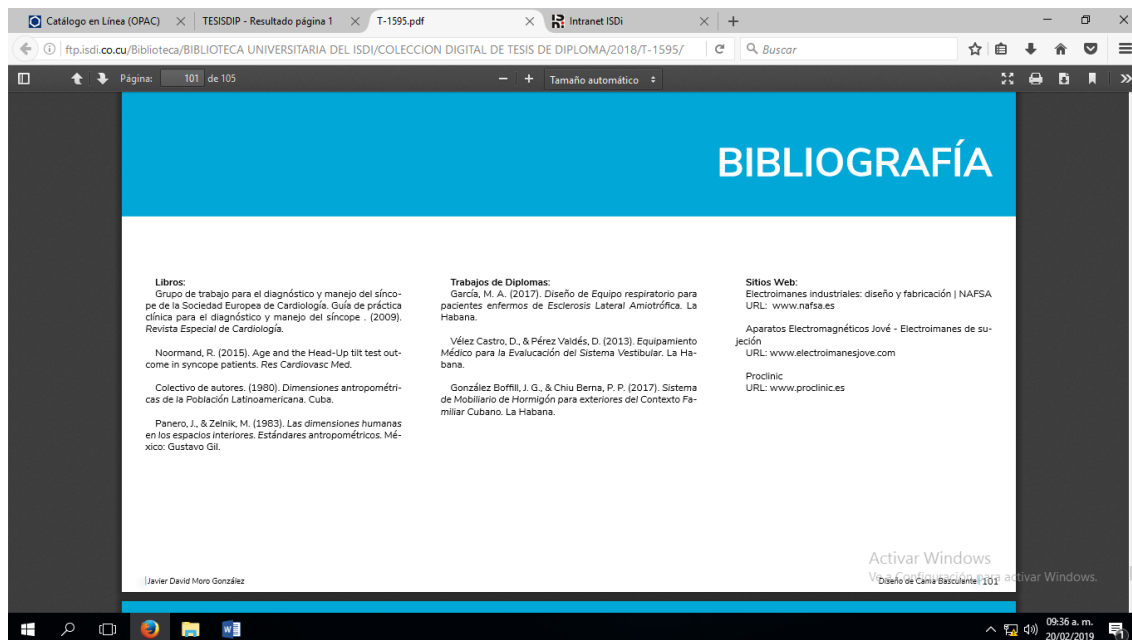 Catálogo en Línea (OPAC)
TESISDIP - Resultado página 1
T-1595.pdf
Intranet ISDi
ftp.isdi.co.cu/Biblioteca/BIBLIOTECA UNIVERSITARIA DEL ISDI/COLECCION DIGITAL DE TESIS DE DIPLOMA/2018/T-1595/
Buscar
Página: 101 de 105
Tamaño automático
BIBLIOGRAFÍA
Libros:
Grupo de trabajo para el diagnóstico y manejo del sínco-
pe de la Sociedad Europea de Cardiología. Guía de práctica
clínica para el diagnóstico y manejo del síncope . (2009).
Revista Especial de Cardiología.
Noormand, R. (2015). Age and the Head-Up tilt test out-
come in syncope patients. Res Cardiovasc Med.
Colectivo de autores. (1980). Dimensiones antropométri-
cas de la Población Latinoamericana. Cuba.
Panero, J., & Zelnik, M. (1983). Las dimensiones humanas
en los espacios interiores. Estándares antropométricos. Mé-
xico: Gustavo Gil.
Trabajos de Diplomas:
García, M. A. (2017). Diseño de Equipo respiratorio para
pacientes enfermos de Esclerosis Lateral Amiotrófica. La
Habana.
Vélez Castro, D., & Pérez Valdés, D. (2013). Equipamiento
Médico para la Evaluación del Sistema Vestibular. La Ha-
bana.
González Boffill, J. G., & Chiu Berna, P. P. (2017). Sistema
de Mobiliario de Hormigón para exteriores del Contexto Fa-
miliar Cubano. La Habana.
Sitios Web:
Electroimanes industriales: diseño y fabricación | NAFSA
URL: www.nafsa.es
Aparatos Electromagnéticos Jové - Electroimanes de su-
jeción
URL: www.electroimanesjove.com
Proclinic
URL: www.proclinic.es
Javier David Moro González
Diseño de Cama Basculante| 101
Activar Windows
Ve a Configuración para activar Windows.
09:36 a. m.
20/02/2019